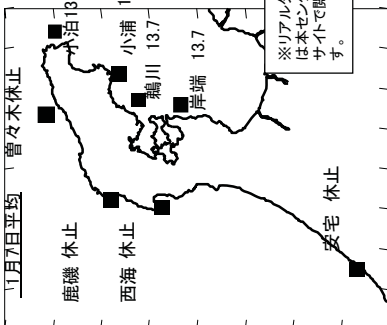 1月7日平均
曽々木休止
小泊13
鹿磯 休止
小浦 1
鵜川 13.7
西海 休止
岸端 13.7
安宅 休止
※リアルタ
は本セン
サイトで閲
す。